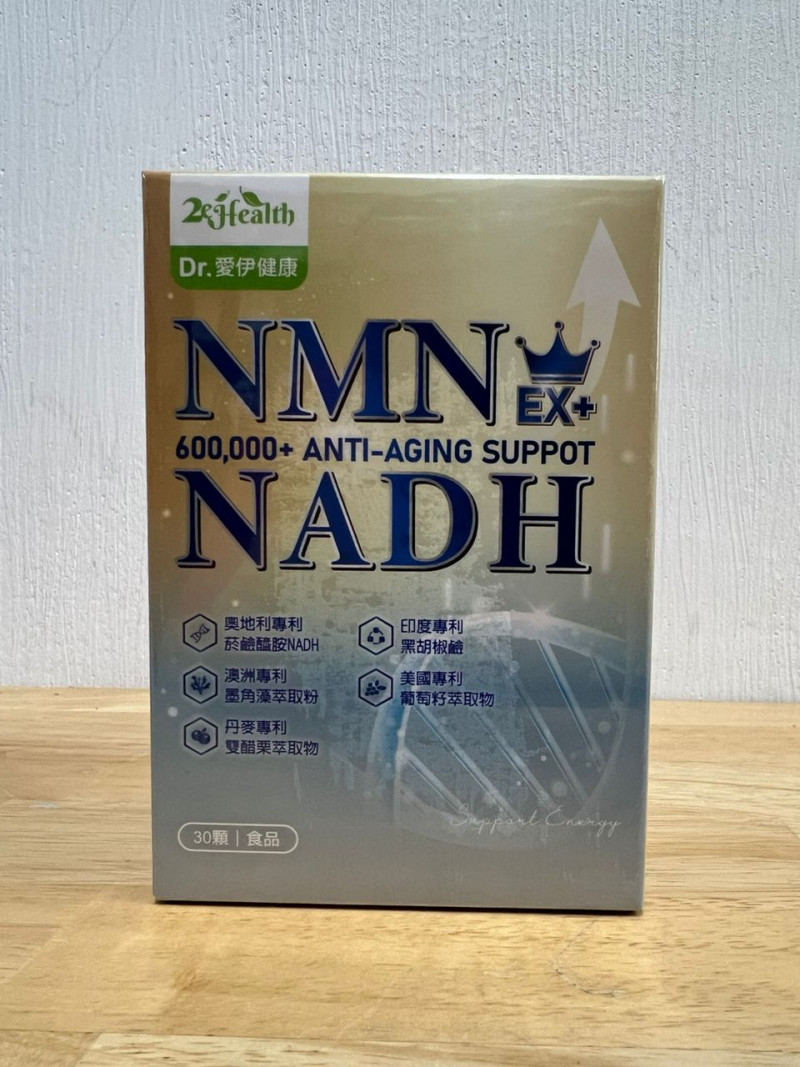 2eHealth
Dr.愛伊健康
NMN
EX+
600,000+ ANTI-AGING SUPPOT
NADH
奧地利專利
菸鹼醯胺NADH
印度專利
黑胡椒鹼
澳洲專利
墨角藻萃取粉
美國專利
葡萄籽萃取物
丹麥專利
雙醋栗萃取物
Support Energy
30顆|食品